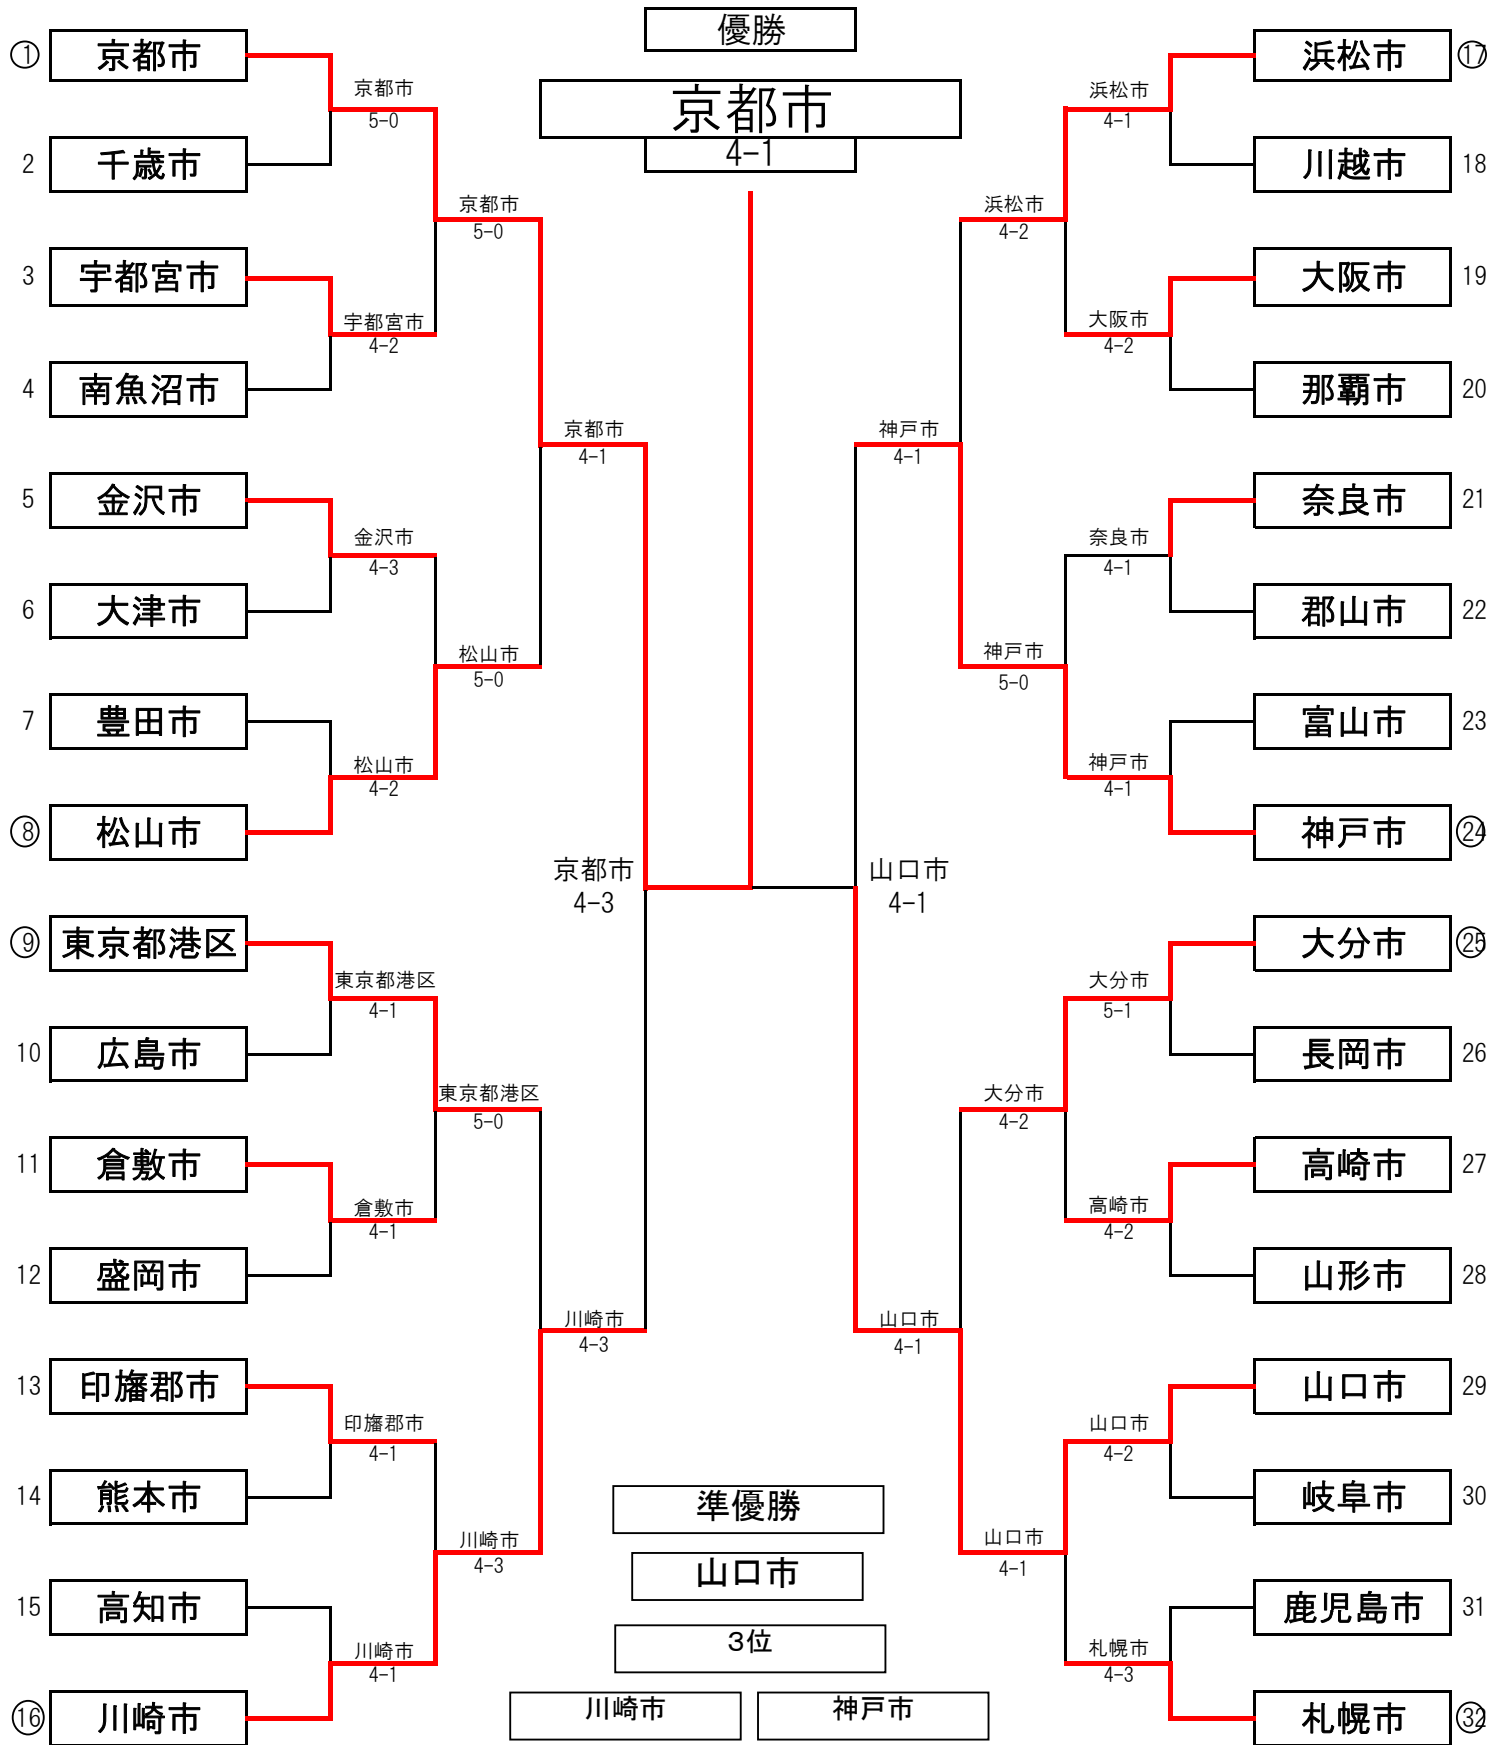 優勝
京都市
4-1
① 京都市
2 千歳市
3 宇都宮市
4 南魚沼市
5 金沢市
6 大津市
7 豊田市
⑧ 松山市
⑨ 東京都港区
10 広島市
11 倉敷市
12 盛岡市
13 印旛郡市
14 熊本市
15 高知市
⑯ 川崎市
京都市
5-0
宇都宮市
4-2
金沢市
4-3
松山市
4-2
東京都港区
4-1
倉敷市
4-1
印旛郡市
4-1
川崎市
4-1
京都市
5-0
松山市
5-0
東京都港区
5-0
川崎市
4-3
京都市
4-1
川崎市
4-3
京都市
4-3
山口市
4-1
神戸市
4-1
山口市
4-1
浜松市
4-2
神戸市
5-0
大分市
4-2
山口市
4-1
浜松市
4-1
大阪市
4-2
奈良市
4-1
神戸市
4-1
大分市
5-1
高崎市
4-2
山口市
4-2
札幌市
4-3
浜松市 ⑰
川越市 18
大阪市 19
那覇市 20
奈良市 21
郡山市 22
富山市 23
神戸市 ㉔
大分市 ㉕
長岡市 26
高崎市 27
山形市 28
山口市 29
岐阜市 30
鹿児島市 31
札幌市 ㉜
準優勝
山口市
3位
川崎市 神戸市